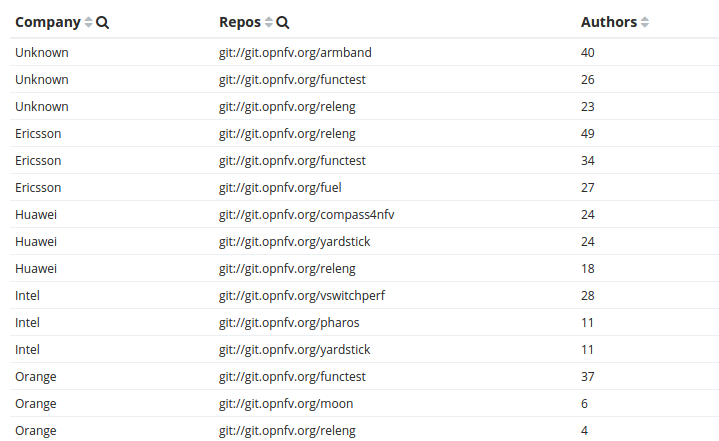 Company Repos Authors
Unknown git://git.opnfv.org/armband 40
Unknown git://git.opnfv.org/functest 26
Unknown git://git.opnfv.org/releng 23
Ericsson git://git.opnfv.org/releng 49
Ericsson git://git.opnfv.org/functest 34
Ericsson git://git.opnfv.org/fuel 27
Huawei git://git.opnfv.org/compass4nfv 24
Huawei git://git.opnfv.org/yardstick 24
Huawei git://git.opnfv.org/releng 18
Intel git://git.opnfv.org/vswitchperf 28
Intel git://git.opnfv.org/pharos 11
Intel git://git.opnfv.org/yardstick 11
Orange git://git.opnfv.org/functest 37
Orange git://git.opnfv.org/moon 6
Orange git://git.opnfv.org/releng 4